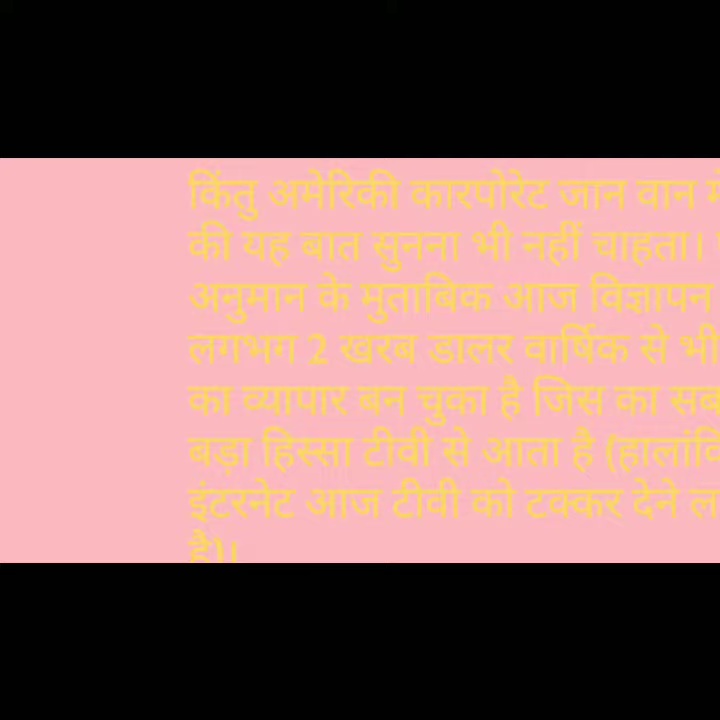 किंतु अमेरिकी कारपोरेट जान वान
की यह बात सुनना भी नहीं चाहता।
अनुमान के मुताबिक आज विज्ञापन
लगभग 2 खरब डालर वार्षिक से भी
का व्यापार बन चुका है जिस का सब
बड़ा हिस्सा टीवी से आता है (हालांकि
इंटरनेट आज टीवी को टक्कर देने ल
है)।